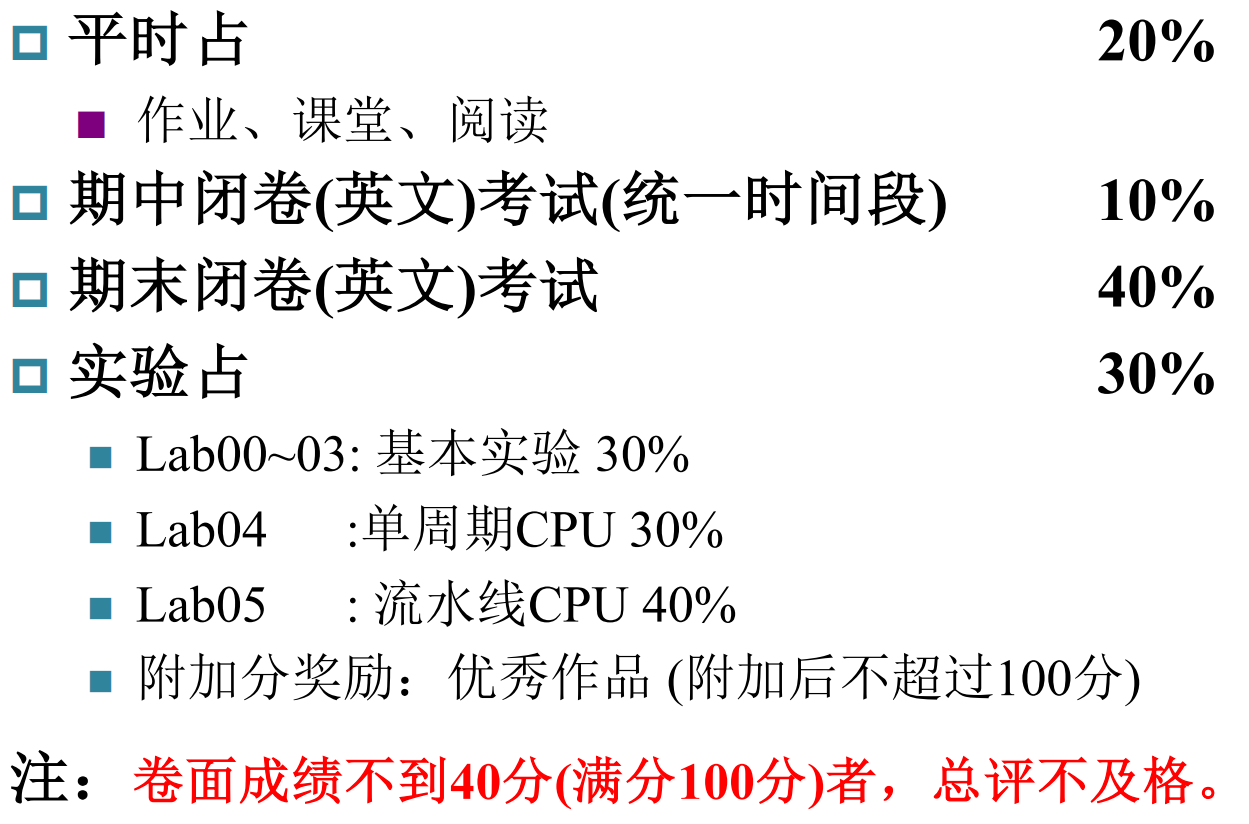 平时占 20%
作业、课堂、阅读
期中闭卷(英文)考试(统一时间段) 10%
期末闭卷(英文)考试 40%
实验占 30%
Lab00~03: 基本实验 30%
Lab04 :单周期CPU 30%
Lab05 : 流水线CPU 40%
附加分奖励：优秀作品 (附加后不超过100分)
注：卷面成绩不到40分(满分100分)者，总评不及格。